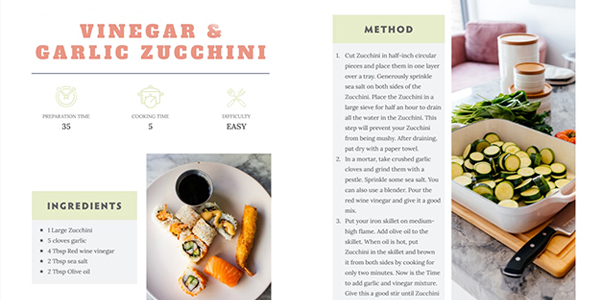 VINEGAR &
GARLIC ZUCCHINI
PREPARATION TIME
35
COOKING TIME
5
DIFFICULTY
EASY
INGREDIENTS
1 Large Zucchini
5 cloves garlic
4 Tbsp Red wine vinegar
2 Tbsp sea salt
2 Tbsp Olive oil
METHOD
1. Cut Zucchini in half-inch circular
pieces and place them in one layer
over a tray. Generously sprinkle
sea salt on both sides of the
Zucchini. Place the Zucchini in a
large sieve for half an hour to drain
all the water in the Zucchini. This
step will prevent your Zucchini
from being mushy. After draining,
pat dry with a paper towel.
2. In a mortar, take crushed garlic
cloves and grind them with a
pestle. Sprinkle some sea salt. You
can also use a blender. Pour the
red wine vinegar and give it a good
mix.
3. Put your iron skillet on medium-
high flame. Add olive oil to the
skillet. When oil is hot, put
Zucchini in the skillet and brown
it from both sides by cooking for
only two minutes. Now is the Time
to add garlic and vinegar mixture.
Give this a good stir until Zucchini